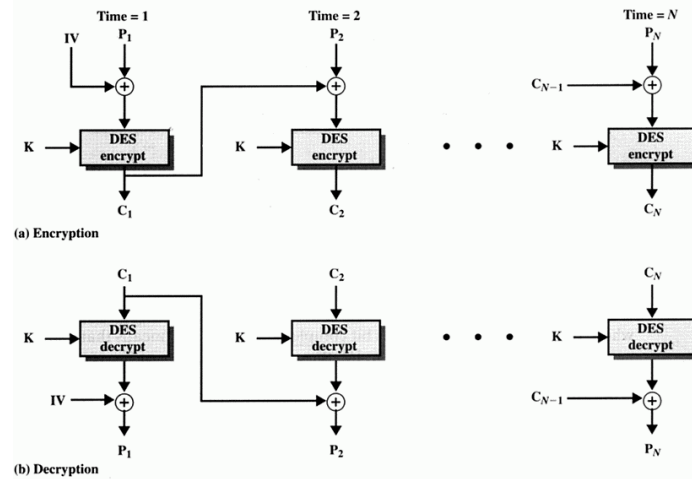 Time = 1 Time = 2 Time = N
IV P1 P2 PN
CN−1
K DES encrypt K DES encrypt • • • K DES encrypt
C1 C2 CN
(a) Encryption
C1 C2 CN
K DES decrypt K DES decrypt • • • K DES decrypt
IV CN−1
P1 P2 PN
(b) Decryption